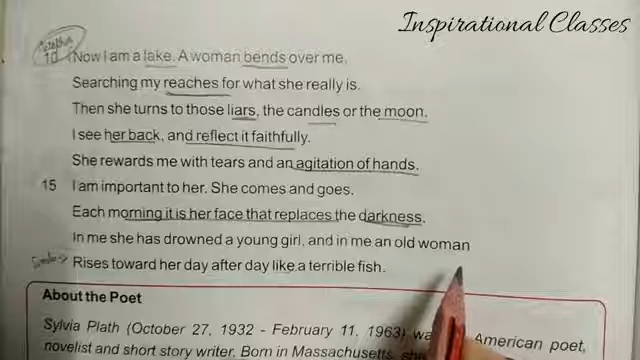 Inspirational Classes
Metaphor
10 Now I am a lake. A woman bends over me,
Searching my reaches for what she really is.
Then she turns to those liars, the candles or the moon.
I see her back, and reflect it faithfully.
She rewards me with tears and an agitation of hands.
15 I am important to her. She comes and goes.
Each morning it is her face that replaces the darkness.
In me she has drowned a young girl, and in me an old woman
Simile → Rises toward her day after day like a terrible fish.
About the Poet
Sylvia Plath (October 27, 1932 - February 11, 1963) wa American poet,
novelist and short story writer. Born in Massachusetts, she